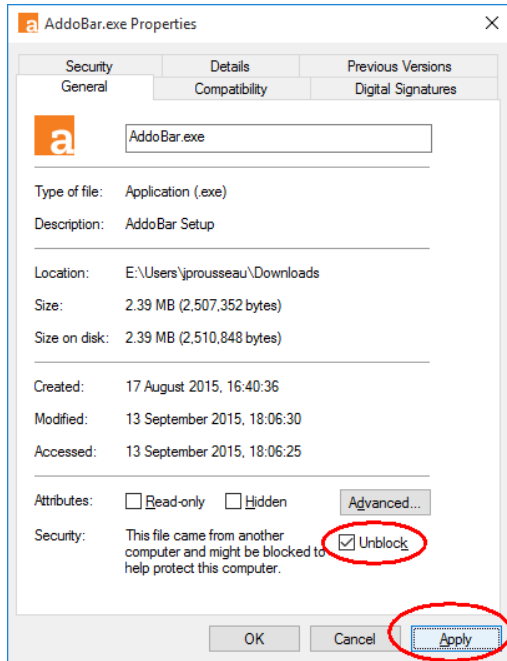 AddoBar.exe Properties
Security Details Previous Versions
General Compatibility Digital Signatures
a
AddoBar.exe
Type of file: Application (.exe)
Description: AddoBar Setup
Location: E:\Users\jprousseau\Downloads
Size: 2.39 MB (2,507,352 bytes)
Size on disk: 2.39 MB (2,510,848 bytes)
Created: 17 August 2015, 16:40:36
Modified: 13 September 2015, 18:06:30
Accessed: 13 September 2015, 18:06:25
Attributes: Read-only Hidden Advanced...
Security: This file came from another
computer and might be blocked to
help protect this computer.
Unblock
OK Cancel Apply